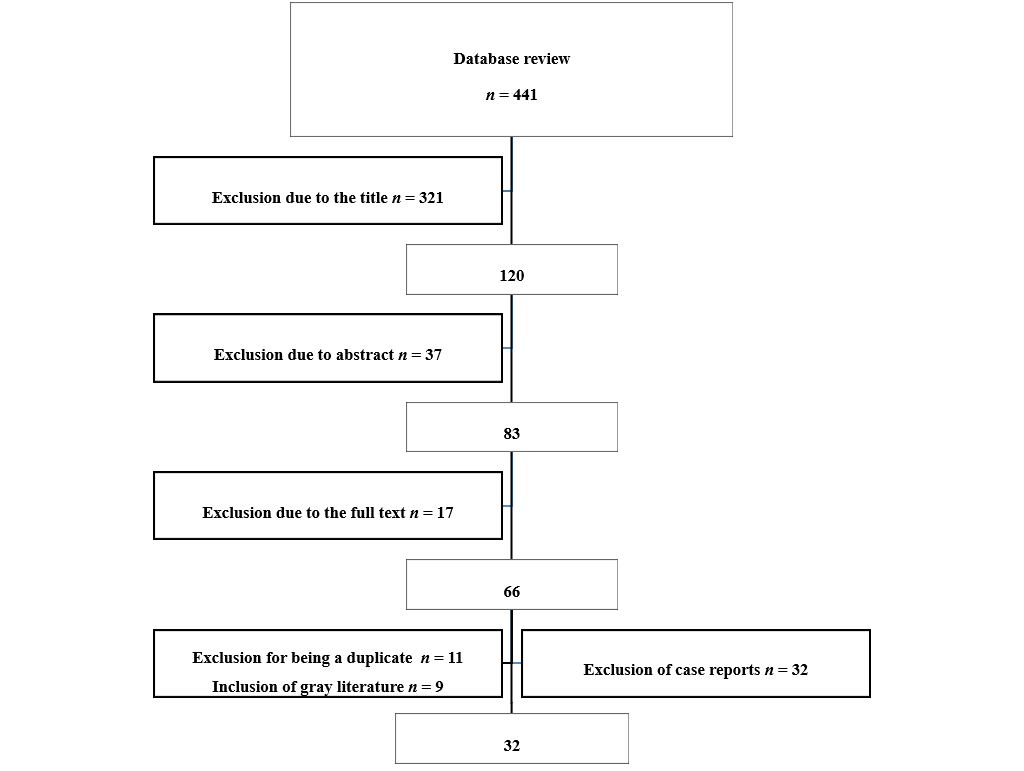 Database review
n = 441
Exclusion due to the title n = 321
120
Exclusion due to abstract n = 37
83
Exclusion due to the full text n = 17
66
Exclusion for being a duplicate n = 11
Inclusion of gray literature n = 9
Exclusion of case reports n = 32
32